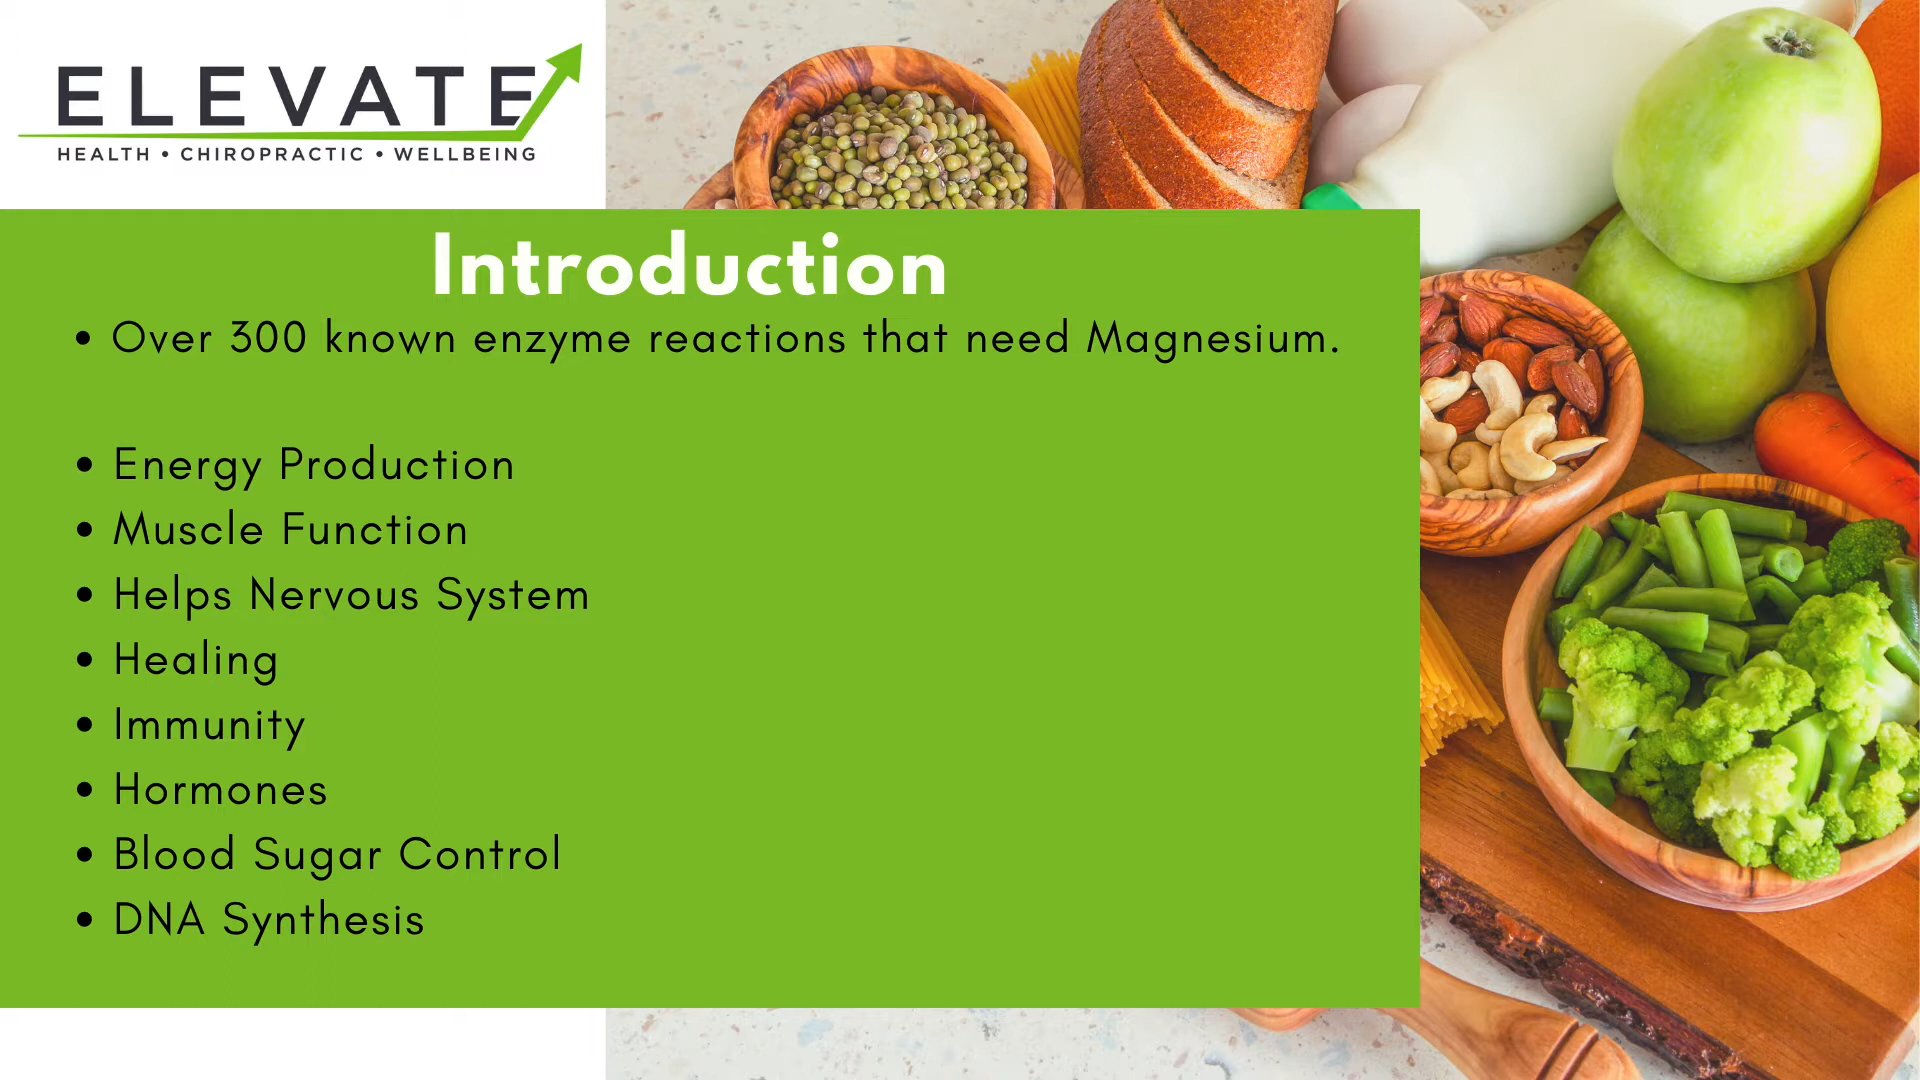 ELEVATE
HEALTH • CHIROPRACTIC • WELLBEING
Introduction
• Over 300 known enzyme reactions that need Magnesium.
• Energy Production
• Muscle Function
• Helps Nervous System
• Healing
• Immunity
• Hormones
• Blood Sugar Control
• DNA Synthesis